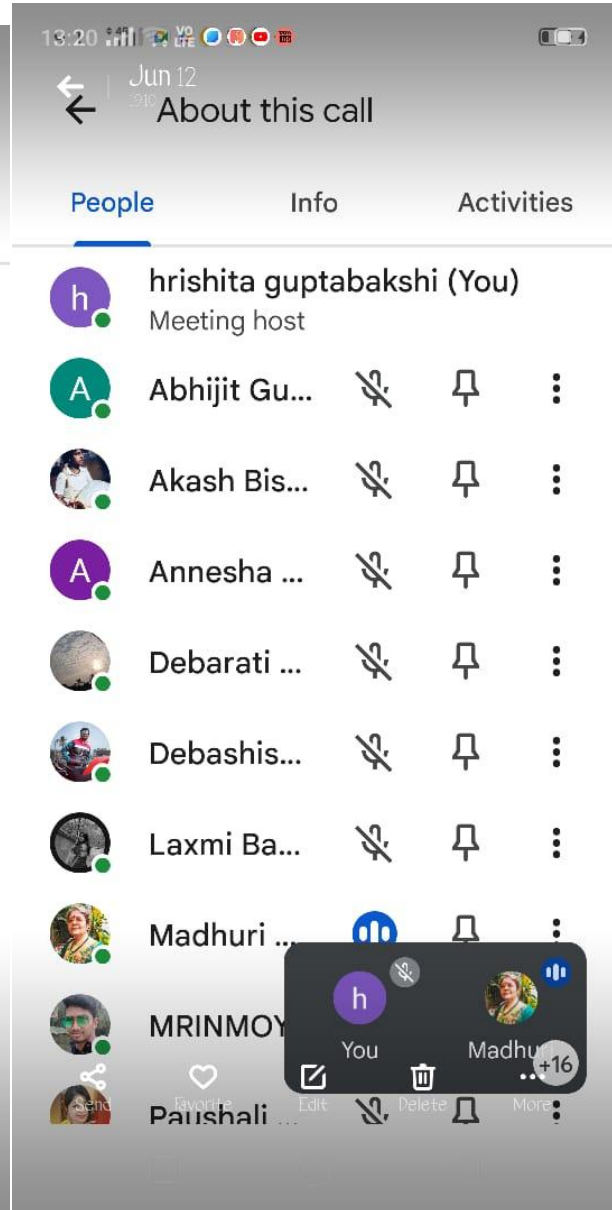 13:20
Jun 12
About this call
People Info Activities
h
hrishita guptabakshi (You)
Meeting host
A
Abhijit Gu...
Akash Bis...
A
Annesha ...
Debarati ...
Debashis...
Laxmi Ba...
Madhuri ...
MRINMOY
h
You Madhuri
+16
Send Favorite Edit Delete More
Paushali ...